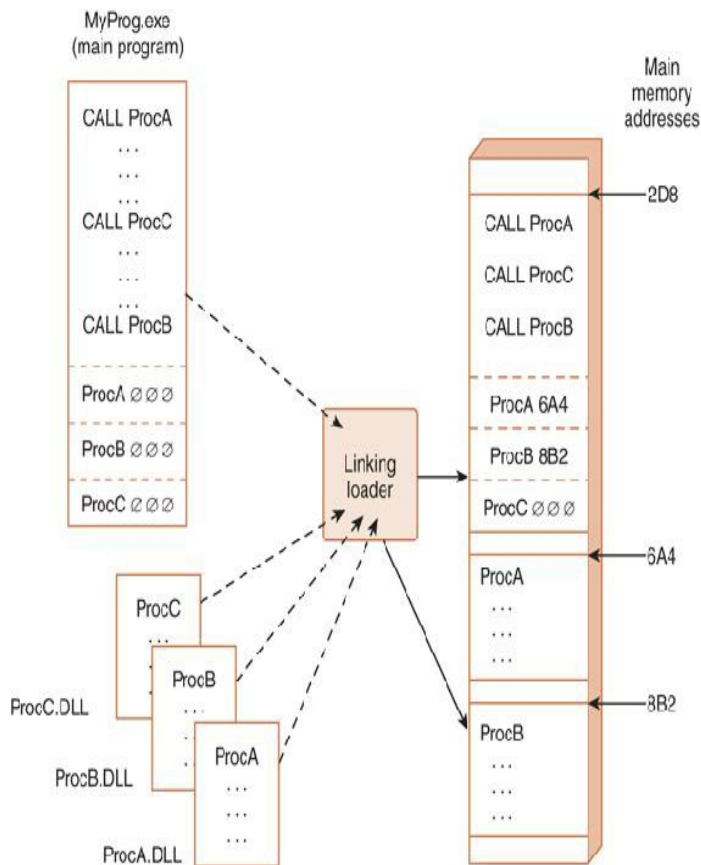 MyProg.exe
(main program)
CALL ProcA
...
...
...
CALL ProcC
...
...
...
CALL ProcB
ProcA ∅ ∅ ∅
ProcB ∅ ∅ ∅
ProcC ∅ ∅ ∅
ProcC
...
...
ProcC.DLL
ProcB
...
...
ProcB.DLL
ProcA
...
...
...
ProcA.DLL
Linking
loader
Main
memory
addresses
2D8
CALL ProcA
CALL ProcC
CALL ProcB
ProcA 6A4
ProcB 8B2
ProcC ∅ ∅ ∅
6A4
ProcA
...
...
8B2
ProcB
...
...
...